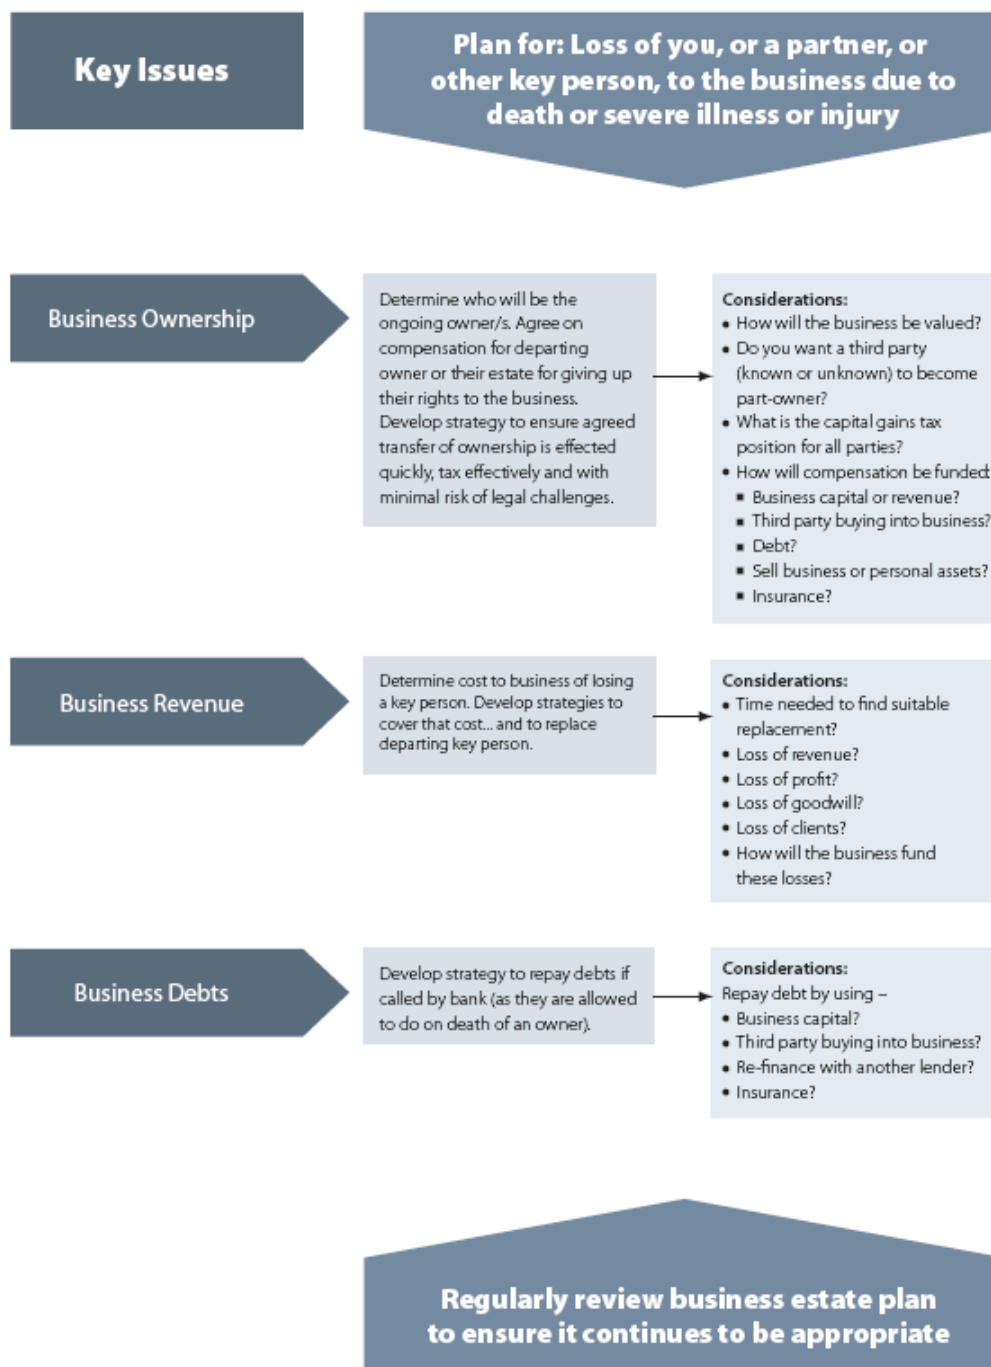 Key Issues
Plan for: Loss of you, or a partner, or
other key person, to the business due to
death or severe illness or injury
Business Ownership
Determine who will be the
ongoing owner/s. Agree on
compensation for departing
owner or their estate for giving up
their rights to the business.
Develop strategy to ensure agreed
transfer of ownership is effected
quickly, tax effectively and with
minimal risk of legal challenges.
Considerations:
• How will the business be valued?
• Do you want a third party
(known or unknown) to become
part-owner?
• What is the capital gains tax
position for all parties?
• How will compensation be funded:
▪ Business capital or revenue?
▪ Third party buying into business?
▪ Debt?
▪ Sell business or personal assets?
▪ Insurance?
Business Revenue
Determine cost to business of losing
a key person. Develop strategies to
cover that cost... and to replace
departing key person.
Considerations:
• Time needed to find suitable
replacement?
• Loss of revenue?
• Loss of profit?
• Loss of goodwill?
• Loss of clients?
• How will the business fund
these losses?
Business Debts
Develop strategy to repay debts if
called by bank (as they are allowed
to do on death of an owner).
Considerations:
Repay debt by using –
• Business capital?
• Third party buying into business?
• Re-finance with another lender?
• Insurance?
Regularly review business estate plan
to ensure it continues to be appropriate